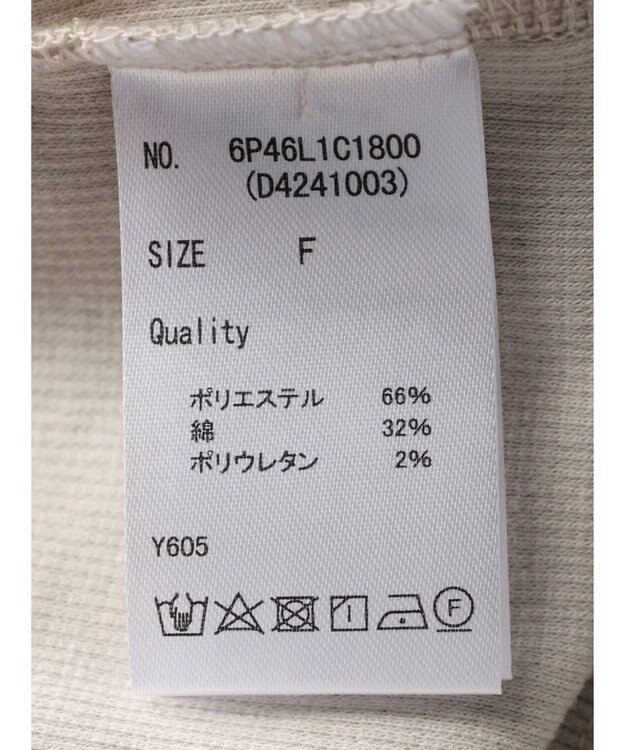 NO. 6P46L1C1800
(D4241003)
SIZE F
Quality
ポリエステル 66%
綿 32%
ポリウレタン 2%
Y605
F